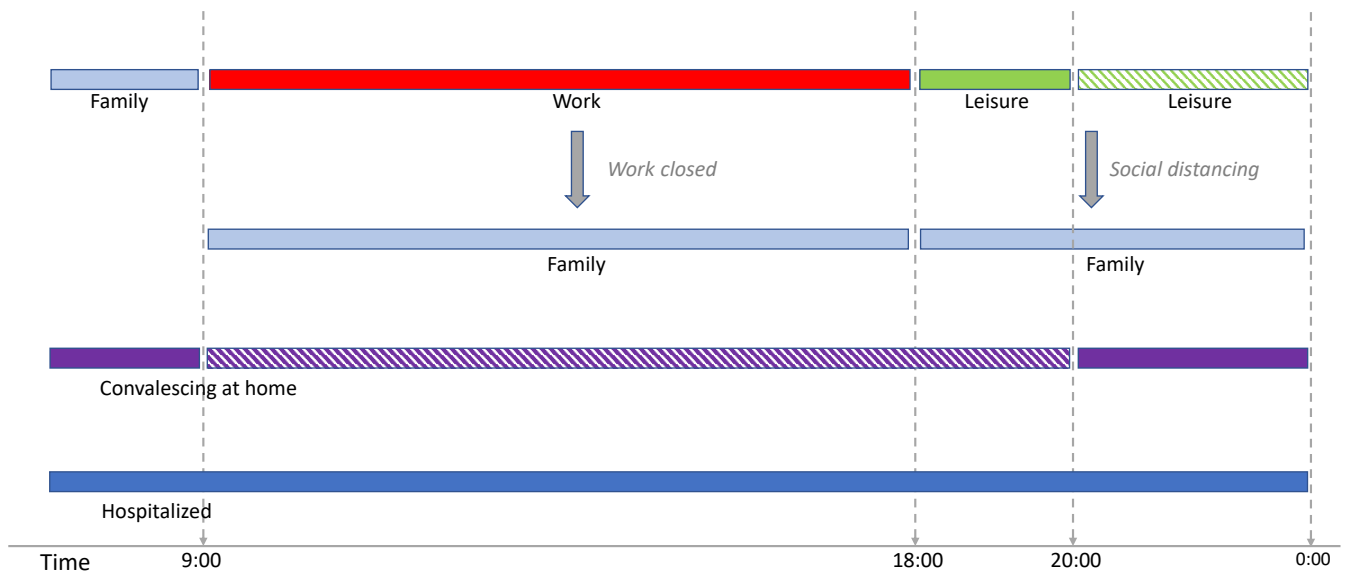 Family
Work
Leisure
Leisure
Work closed
Social distancing
Family
Family
Convalescing at home
Hospitalized
Time
9:00
18:00
20:00
0:00